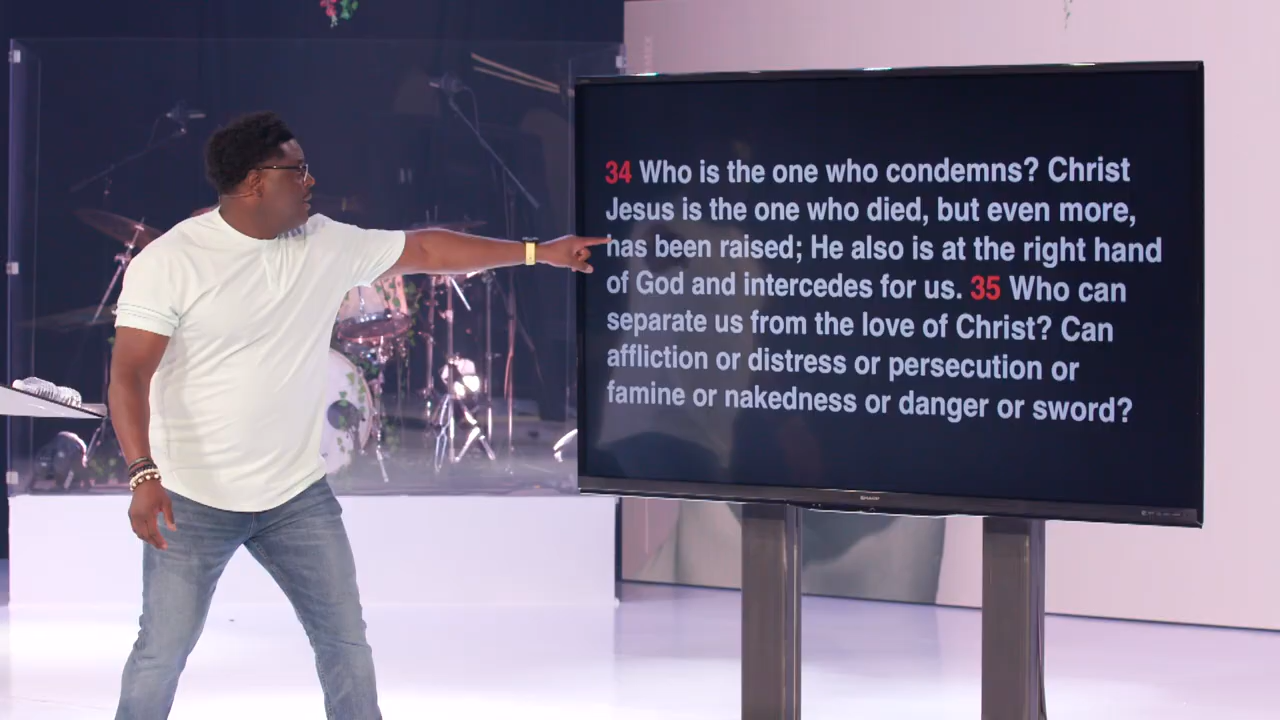 34 Who is the one who condemns? Christ
Jesus is the one who died, but even more,
has been raised; He also is at the right hand
of God and intercedes for us. 35 Who can
separate us from the love of Christ? Can
affliction or distress or persecution or
famine or nakedness or danger or sword?
SHARP